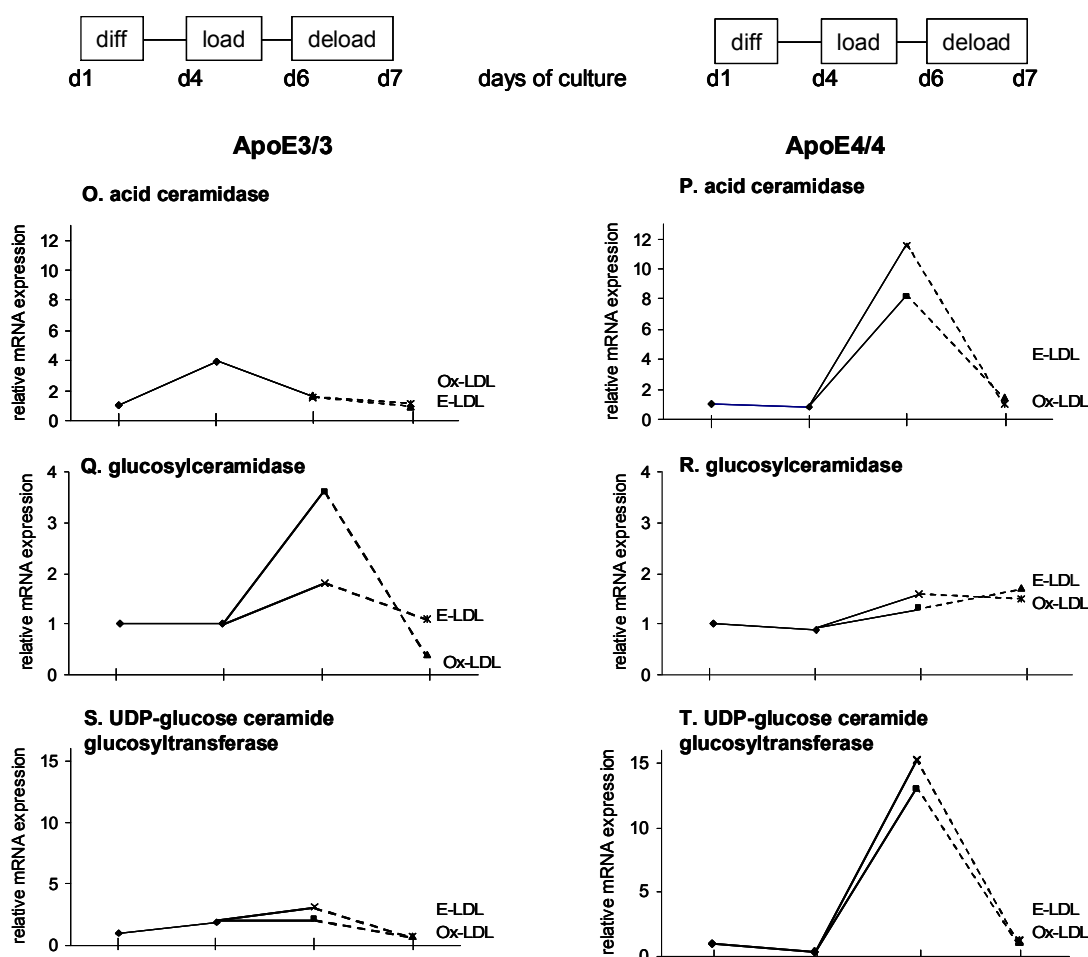 diff load deload diff load deload
d1 d4 d6 d7 days of culture d1 d4 d6 d7
ApoE3/3 ApoE4/4
O. acid ceramidase
relative mRNA expression
12
10
8
6
4
2
0
Ox-LDL
E-LDL
P. acid ceramidase
relative mRNA expression
12
10
8
6
4
2
0
E-LDL
Ox-LDL
Q. glucosylceramidase
relative mRNA expression
4
3
2
1
0
E-LDL
Ox-LDL
R. glucosylceramidase
relative mRNA expression
4
3
2
1
0
E-LDL
Ox-LDL
S. UDP-glucose ceramide
glucosyltransferase
relative mRNA expression
15
10
5
0
E-LDL
Ox-LDL
T. UDP-glucose ceramide
glucosyltransferase
relative mRNA expression
15
10
5
0
E-LDL
Ox-LDL